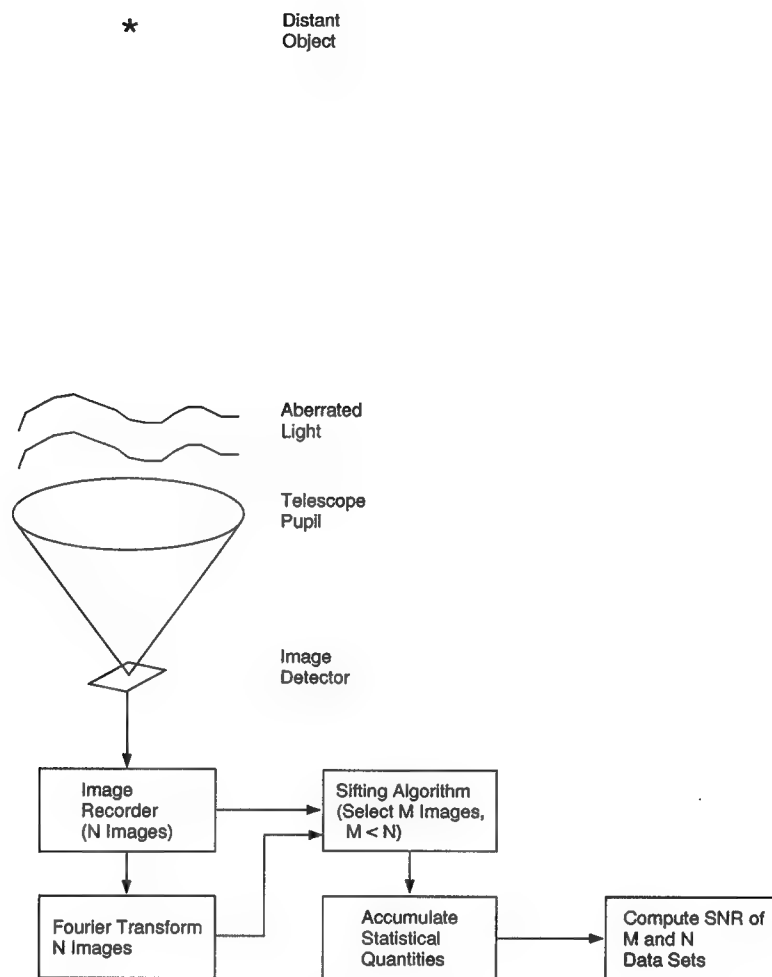 *
Distant
Object
Aberrated
Light
Telescope
Pupil
Image
Detector
Image
Recorder
(N Images)
Sifting Algorithm
(Select M Images,
M < N)
Fourier Transform
N Images
Accumulate
Statistical
Quantities
Compute SNR of
M and N
Data Sets